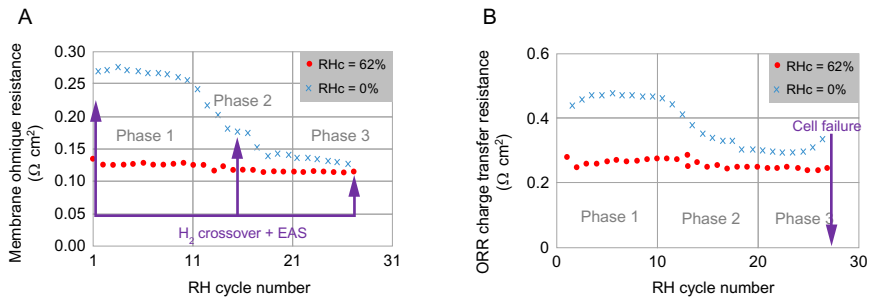 A
Membrane ohmique resistance
(Ω cm2)
0.30
0.25
0.20
0.15
0.10
0.05
0.00
RHc = 62%
RHc = 0%
Phase 1
Phase 2
Phase 3
H2 crossover + EAS
1
11
21
31
RH cycle number
B
ORR charge transfer resistance
(Ω cm2)
0.6
0.4
0.2
0
RHc = 62%
RHc = 0%
Cell failure
Phase 1
Phase 2
Phase 3
0
10
20
30
RH cycle number